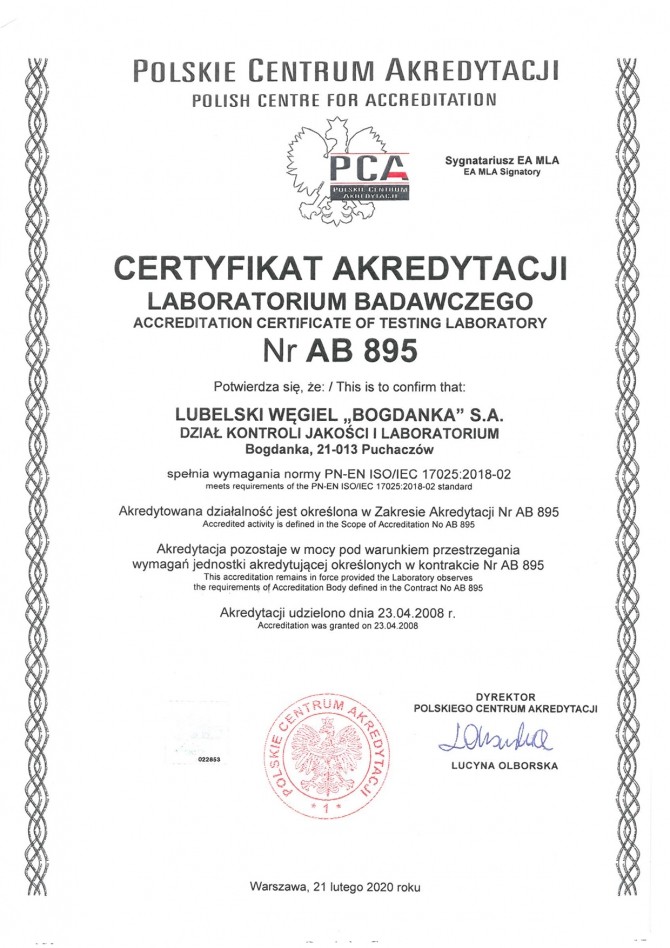 POLSKIE CENTRUM AKREDYTACJI
POLISH CENTRE FOR ACCREDITATION
PCA
POLSKIE CENTRUM
AKREDYTACJI
Sygnatariusz EA MLA
EA MLA Signatory
CERTYFIKAT AKREDYTACJI
LABORATORIUM BADAWCZEGO
ACCREDITATION CERTIFICATE OF TESTING LABORATORY
Nr AB 895
Potwierdza się, że: / This is to confirm that:
LUBELSKI WĘGIEL „BOGDANKA” S.A.
DZIAŁ KONTROLI JAKOŚCI I LABORATORIUM
Bogdanka, 21-013 Puchaczów
spełnia wymagania normy PN-EN ISO/IEC 17025:2018-02
meets requirements of the PN-EN ISO/IEC 17025:2018-02 standard
Akredytowana działalność jest określona w Zakresie Akredytacji Nr AB 895
Accredited activity is defined in the Scope of Accreditation No AB 895
Akredytacja pozostaje w mocy pod warunkiem przestrzegania
wymagań jednostki akredytującej określonych w kontrakcie Nr AB 895
This accreditation remains in force provided the Laboratory observes
the requirements of Accreditation Body defined in the Contract No AB 895
Akredytacji udzielono dnia 23.04.2008 r.
Accreditation was granted on 23.04.2008
DYREKTOR
POLSKIEGO CENTRUM AKREDYTACJI
LUCYNA OLBORSKA
022653
POLSKIE CENTRUM AKREDYTACJI
* 1 *
Warszawa, 21 lutego 2020 roku